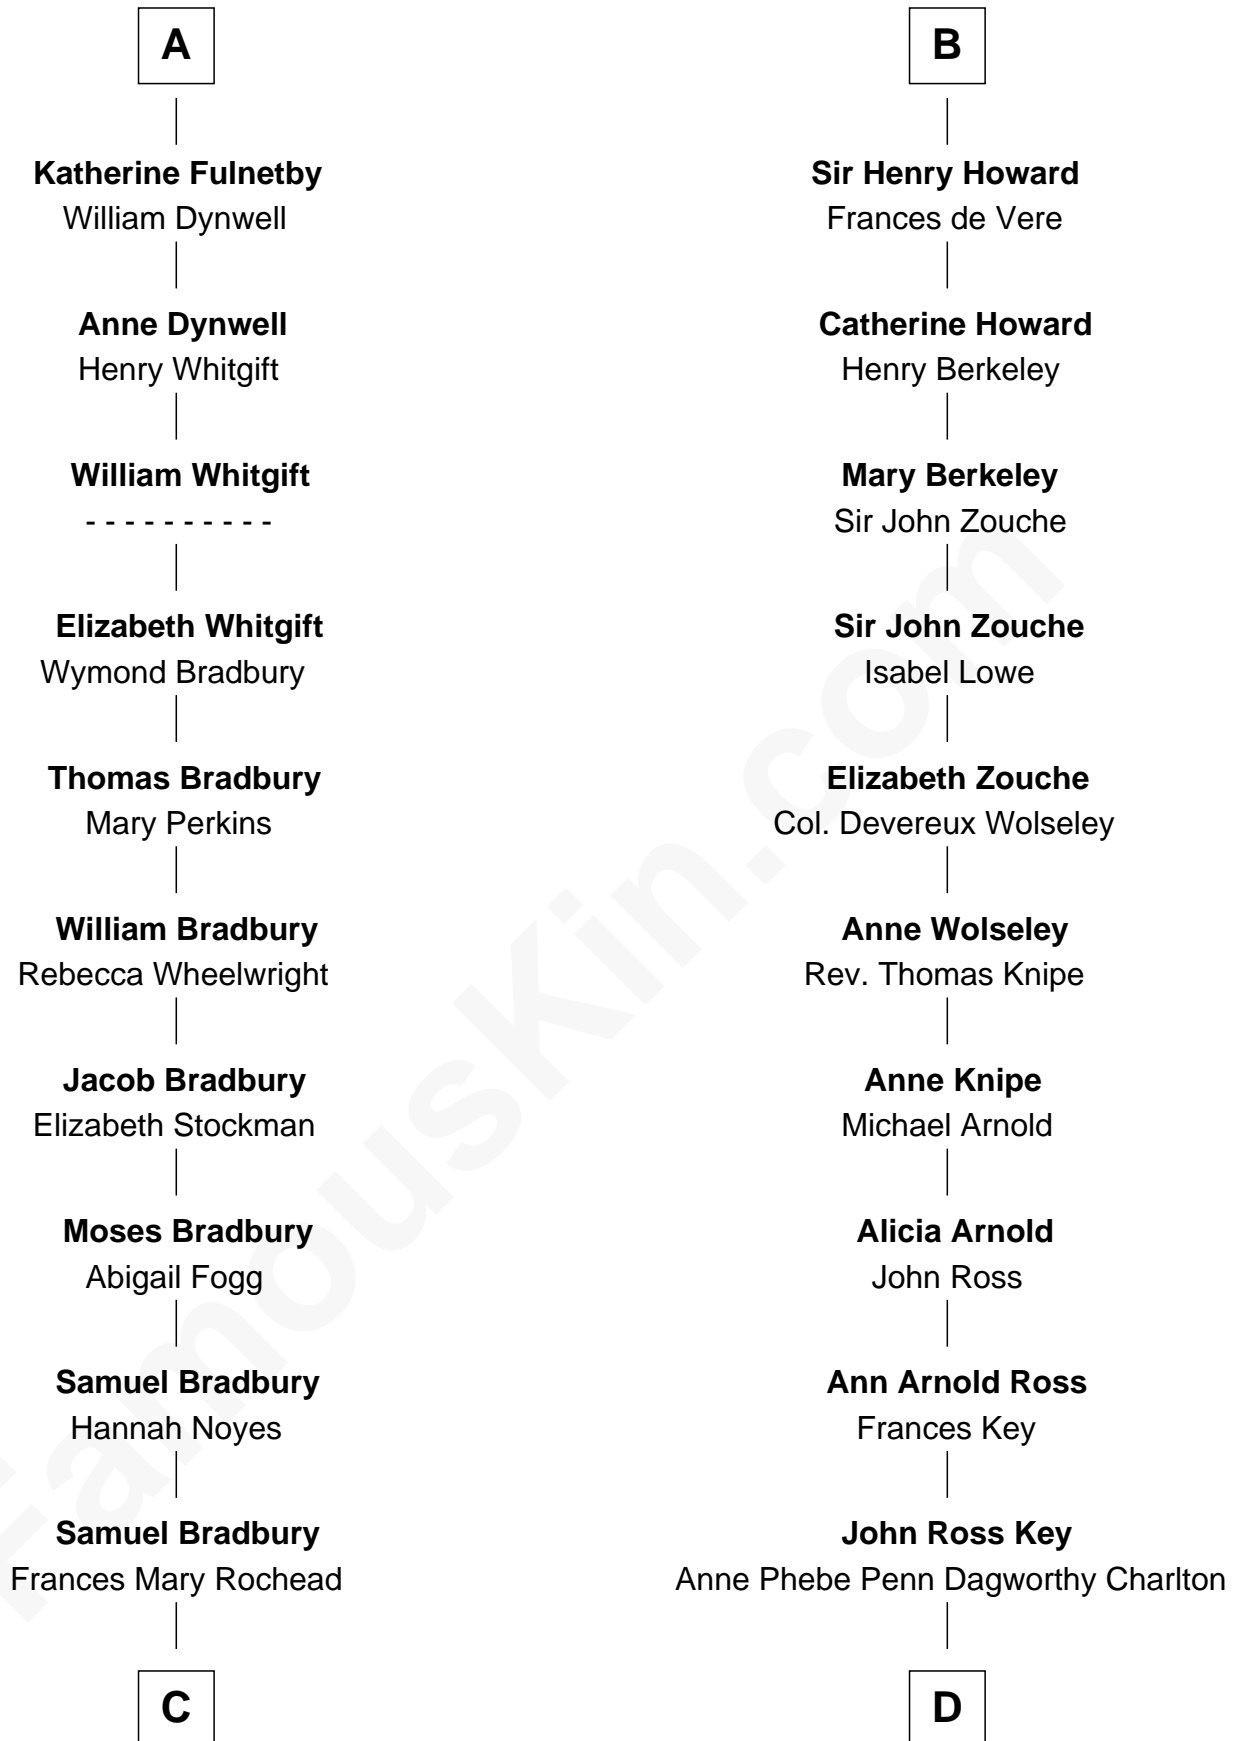 A
Katherine Fulnetby
William Dynwell
Anne Dynwell
Henry Whitgift
William Whitgift
- - - - - - - - - -
Elizabeth Whitgift
Wymond Bradbury
Thomas Bradbury
Mary Perkins
William Bradbury
Rebecca Wheelwright
Jacob Bradbury
Elizabeth Stockman
Moses Bradbury
Abigail Fogg
Samuel Bradbury
Hannah Noyes
Samuel Bradbury
Frances Mary Rochead
C
B
Sir Henry Howard
Frances de Vere
Catherine Howard
Henry Berkeley
Mary Berkeley
Sir John Zouche
Sir John Zouche
Isabel Lowe
Elizabeth Zouche
Col. Devereux Wolseley
Anne Wolseley
Rev. Thomas Knipe
Anne Knipe
Michael Arnold
Alicia Arnold
John Ross
Ann Arnold Ross
Frances Key
John Ross Key
Anne Phebe Penn Dagworthy Charlton
D
FamousKin.com